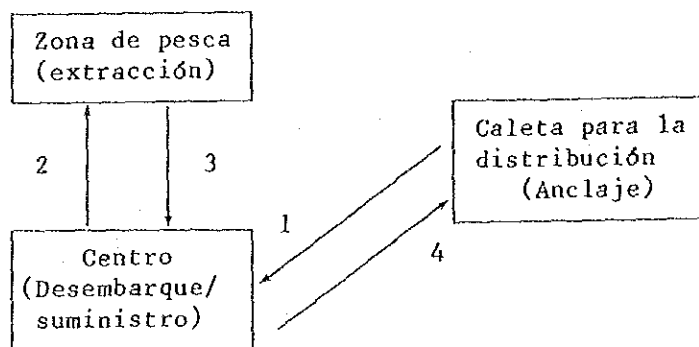 Zona de pesca
(extracción)
Caleta para la
distribución
(Anclaje)
2
3
1
4
Centro
(Desembarque/
suministro)